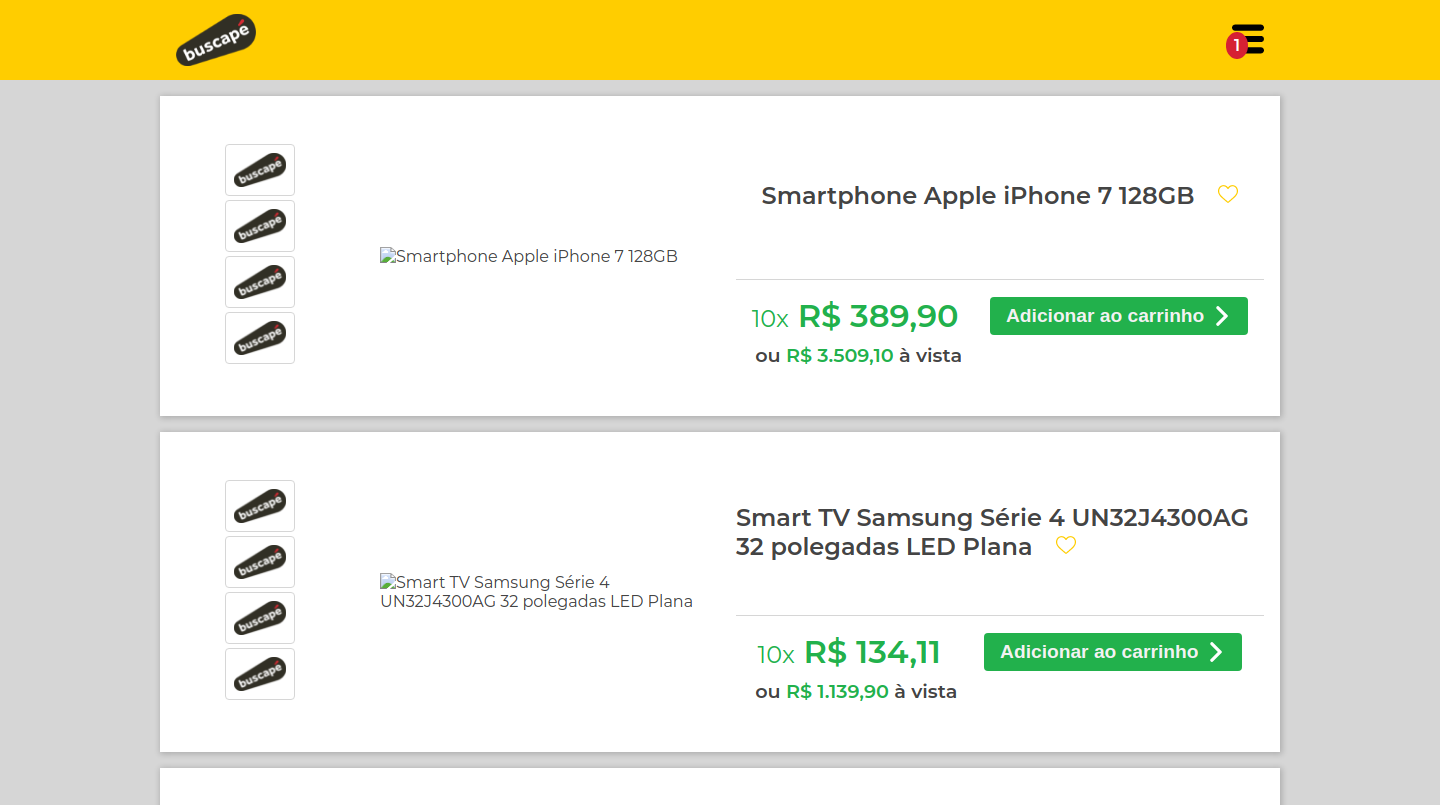 buscapé
1
buscapé
buscapé
buscapé
buscapé
Smartphone Apple iPhone 7 128GB
Smartphone Apple iPhone 7 128GB
10x R$ 389,90
Adicionar ao carrinho
ou R$ 3.509,10 à vista
buscapé
buscapé
buscapé
buscapé
Smart TV Samsung Série 4
UN32J4300AG 32 polegadas LED Plana
Smart TV Samsung Série 4 UN32J4300AG
32 polegadas LED Plana
10x R$ 134,11
Adicionar ao carrinho
ou R$ 1.139,90 à vista